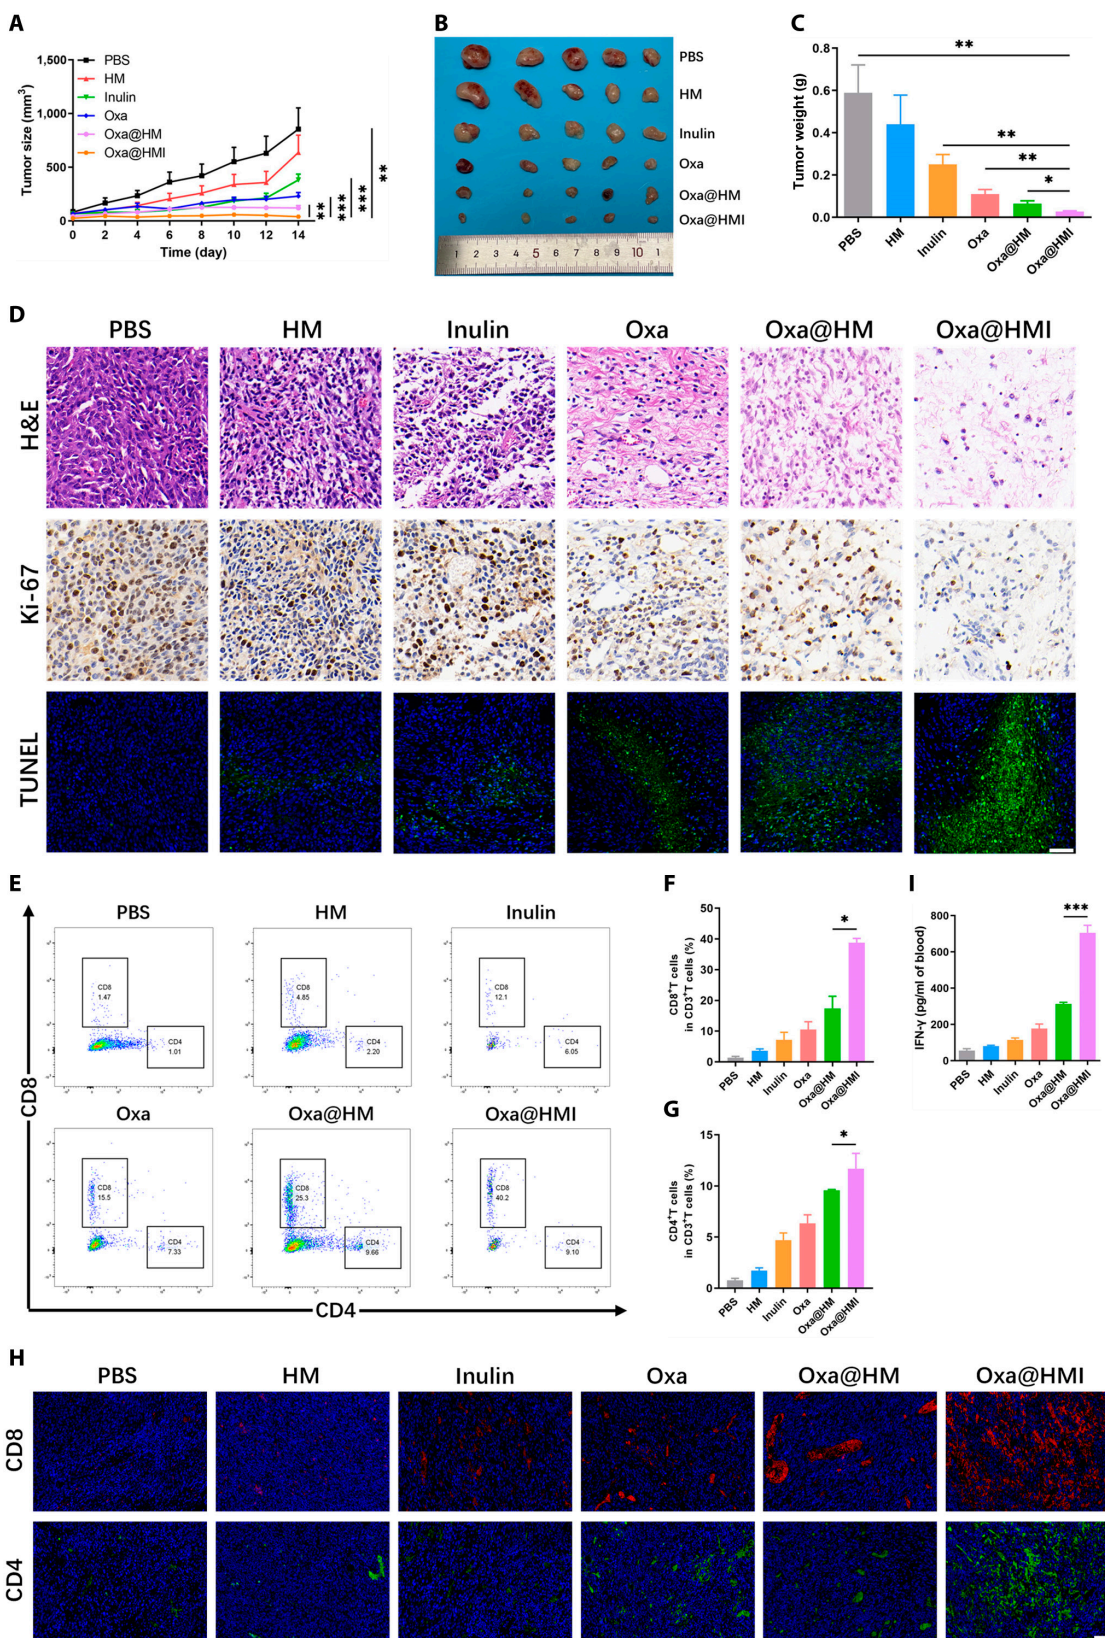 A
PBS
HM
Inulin
Oxa
Oxa@HM
Oxa@HMI
Tumor size (mm³)
1,500
1,000
500
0
0 2 4 6 8 10 12 14
Time (day)
** *** *** **
B
PBS
HM
Inulin
Oxa
Oxa@HM
Oxa@HMI
1 2 3 4 5 6 7 8 9 10 1
C
Tumor weight (g)
0.8
0.6
0.4
0.2
0.0
**
**
**
*
PBS HM Inulin Oxa Oxa@HM Oxa@HMI
D
PBS HM Inulin Oxa Oxa@HM Oxa@HMI
H&E
Ki-67
TUNEL
E
CD8
PBS HM Inulin
CD8
1.47
CD4
1.01
CD8
4.85
CD4
2.20
CD8
12.1
CD4
6.05
Oxa Oxa@HM Oxa@HMI
CD8
15.5
CD4
7.33
CD8
25.3
CD4
9.66
CD8
40.2
CD4
9.10
CD4
F
CD8⁺T cells
in CD3⁺T cells (%)
50
40
30
20
10
0
*
PBS HM Inulin Oxa Oxa@HM Oxa@HMI
G
CD4⁺T cells
in CD3⁺T cells (%)
15
10
5
0
*
PBS HM Inulin Oxa Oxa@HM Oxa@HMI
I
IFN-γ (pg/ml of blood)
800
600
400
200
0
***
PBS HM Inulin Oxa Oxa@HM Oxa@HMI
H
PBS HM Inulin Oxa Oxa@HM Oxa@HMI
CD8
CD4